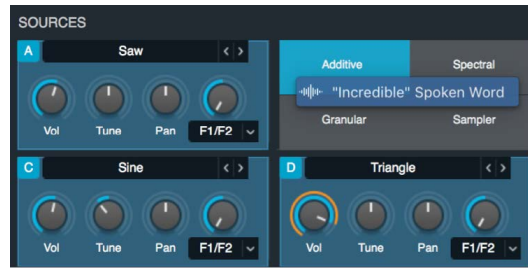 SOURCES
A Saw < >
Vol Tune Pan F1/F2
Additive Spectral
"Incredible" Spoken Word
Granular Sampler
C Sine < >
Vol Tune Pan F1/F2
D Triangle < >
Vol Tune Pan F1/F2